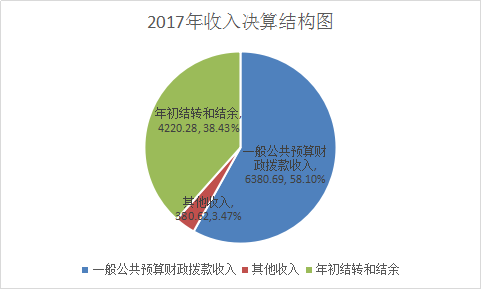 2017年收入决算结构图
年初结转和结余,
4220.28, 38.43%
一般公共预算财
政拨款收入,
6380.69, 58.10%
其他收入,
380.62,3.47%
一般公共预算财政拨款收入 其他收入 年初结转和结余